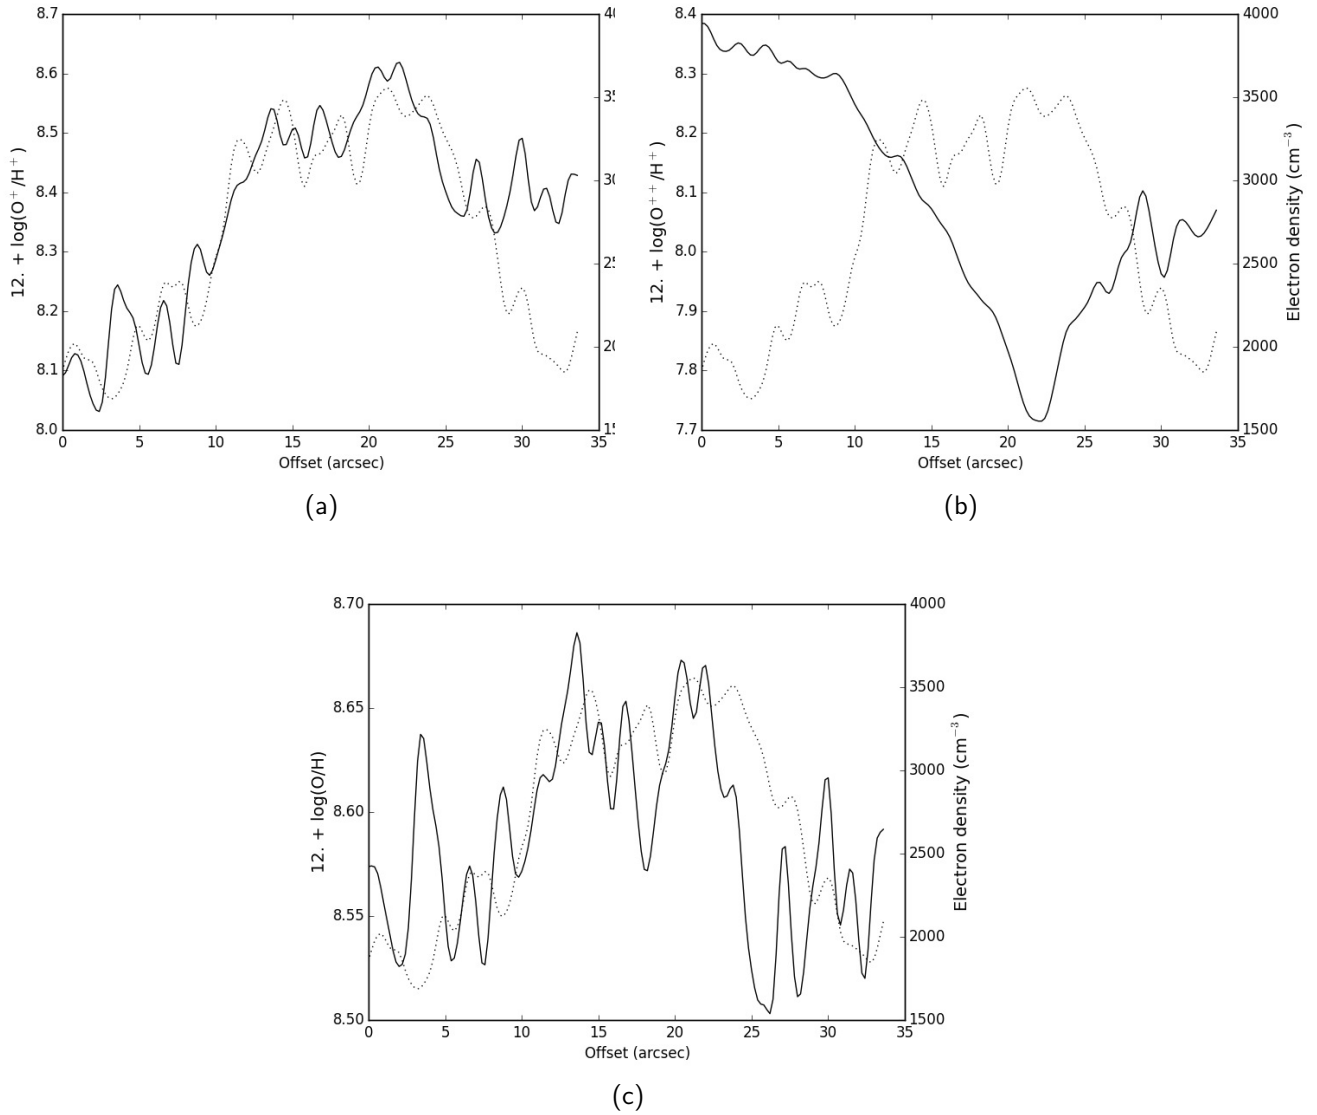 8.7
8.6
8.5
8.4
8.3
8.2
8.1
8.0
12. + log(O⁺/H⁺)
0 5 10 15 20 25 30 35
Offset (arcsec)
(a)
8.4
8.3
8.2
8.1
8.0
7.9
7.8
7.7
12. + log(O⁺⁺/H⁺)
4000
3500
3000
2500
2000
1500
Electron density (cm⁻³)
0 5 10 15 20 25 30 35
Offset (arcsec)
(b)
8.70
8.65
8.60
8.55
8.50
12. + log(O/H)
4000
3500
3000
2500
2000
1500
Electron density (cm⁻³)
0 5 10 15 20 25 30 35
Offset (arcsec)
(c)